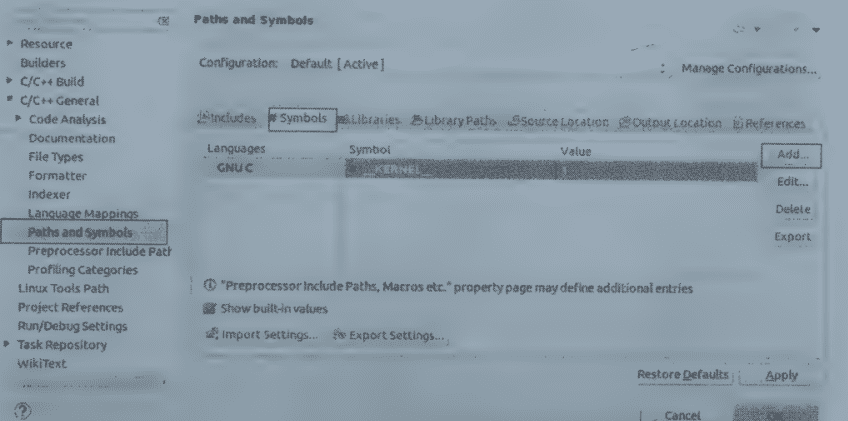 Paths and Symbols
Resource
Builders
C/C++ Build
C/C++ General
Code Analysis
Documentation
File Types
Formatter
Indexer
Language Mappings
Paths and Symbols
Preprocessor Include Path
Profiling Categories
Linux Tools Path
Project References
Run/Debug Settings
Task Repository
WikiText
Configuration: Default [ Active ]
Manage Configurations...
Includes # Symbols Libraries Library Paths Source Location Output Location References
Languages Symbol Value
GNU C __KERNEL__ 1
Add...
Edit...
Delete
Export
"Preprocessor Include Paths, Macros etc." property page may define additional entries
Show built-in values
Import Settings... Export Settings...
Restore Defaults Apply
Cancel